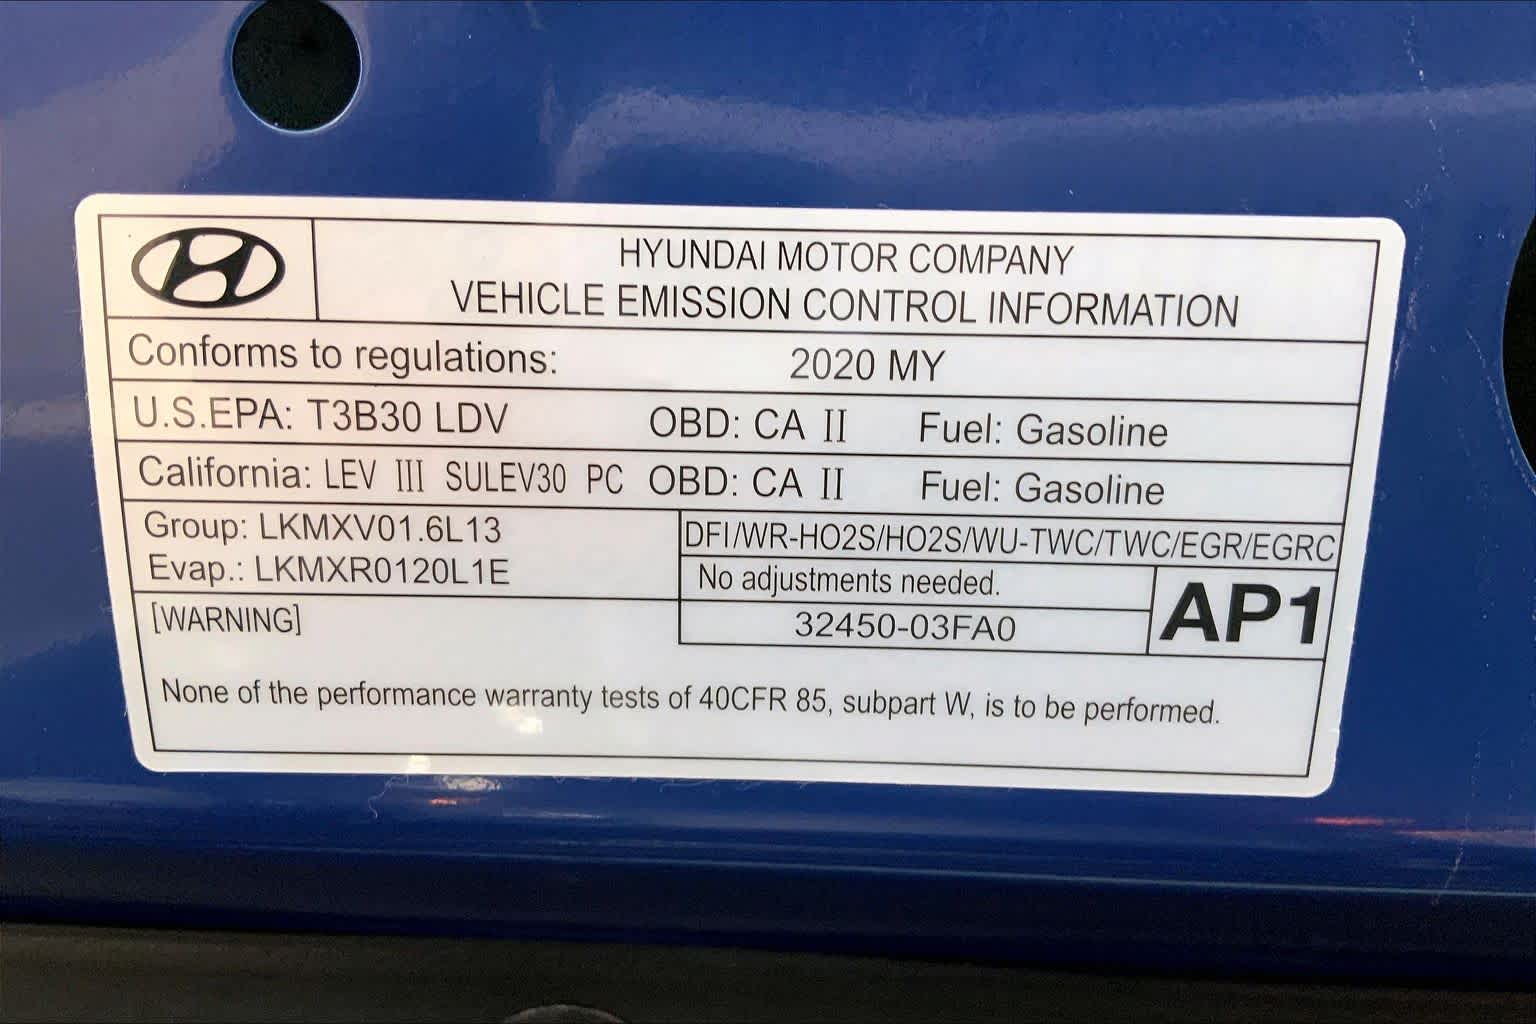 HYUNDAI MOTOR COMPANY
VEHICLE EMISSION CONTROL INFORMATION
Conforms to regulations: 2020 MY
U.S.EPA: T3B30 LDV OBD: CA II Fuel: Gasoline
California: LEV III SULEV30 PC OBD: CA II Fuel: Gasoline
Group: LKMXV01.6L13
Evap.: LKMXR0120L1E
DFI/WR-HO2S/HO2S/WU-TWC/TWC/EGR/EGRC
No adjustments needed.
32450-03FA0
AP1
[WARNING]
None of the performance warranty tests of 40CFR 85, subpart W, is to be performed.